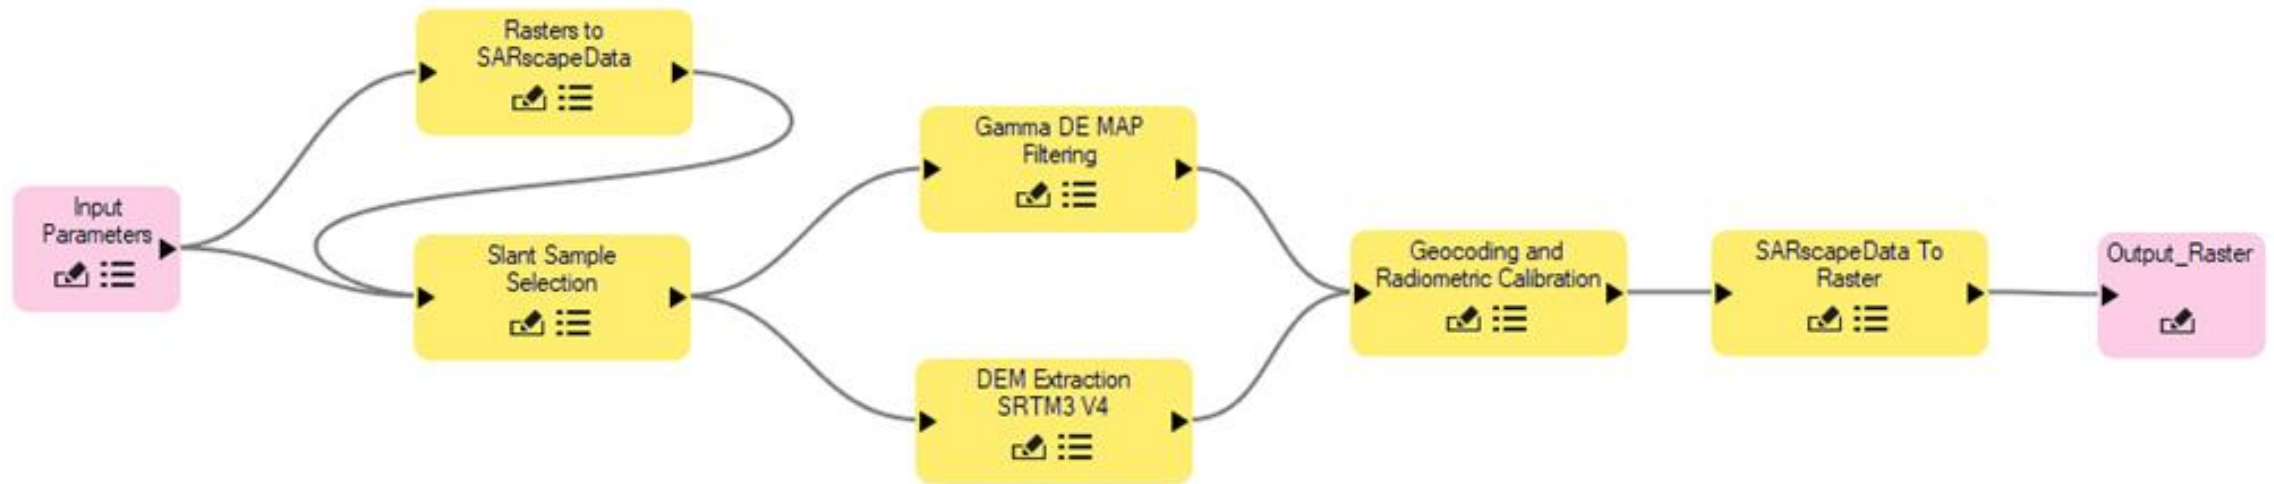 Rasters to
SARscapeData
Gamma DE MAP
Filtering
Input
Parameters
Slant Sample
Selection
Geocoding and
Radiometric Calibration
SARscapeData To
Raster
Output_Raster
DEM Extraction
SRTM3 V4